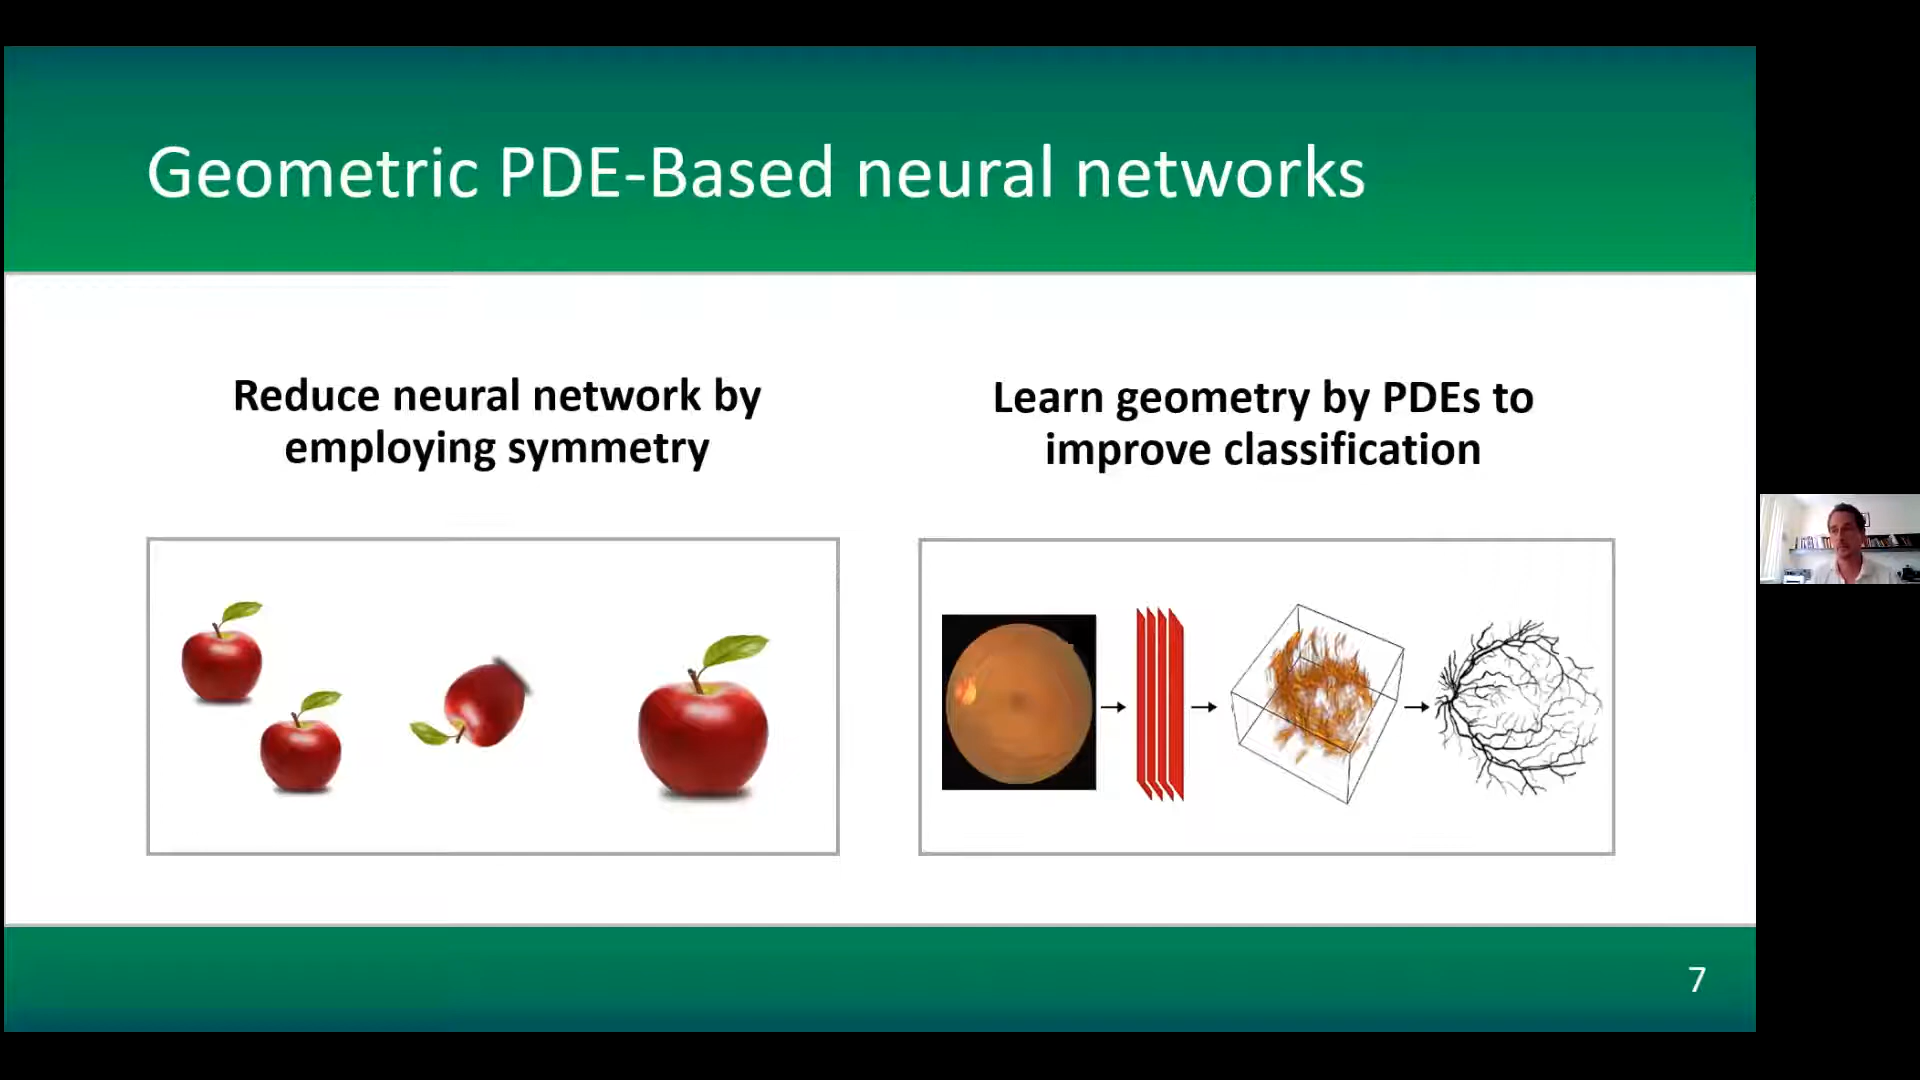 Geometric PDE-Based neural networks
Reduce neural network by
employing symmetry
Learn geometry by PDEs to
improve classification
7